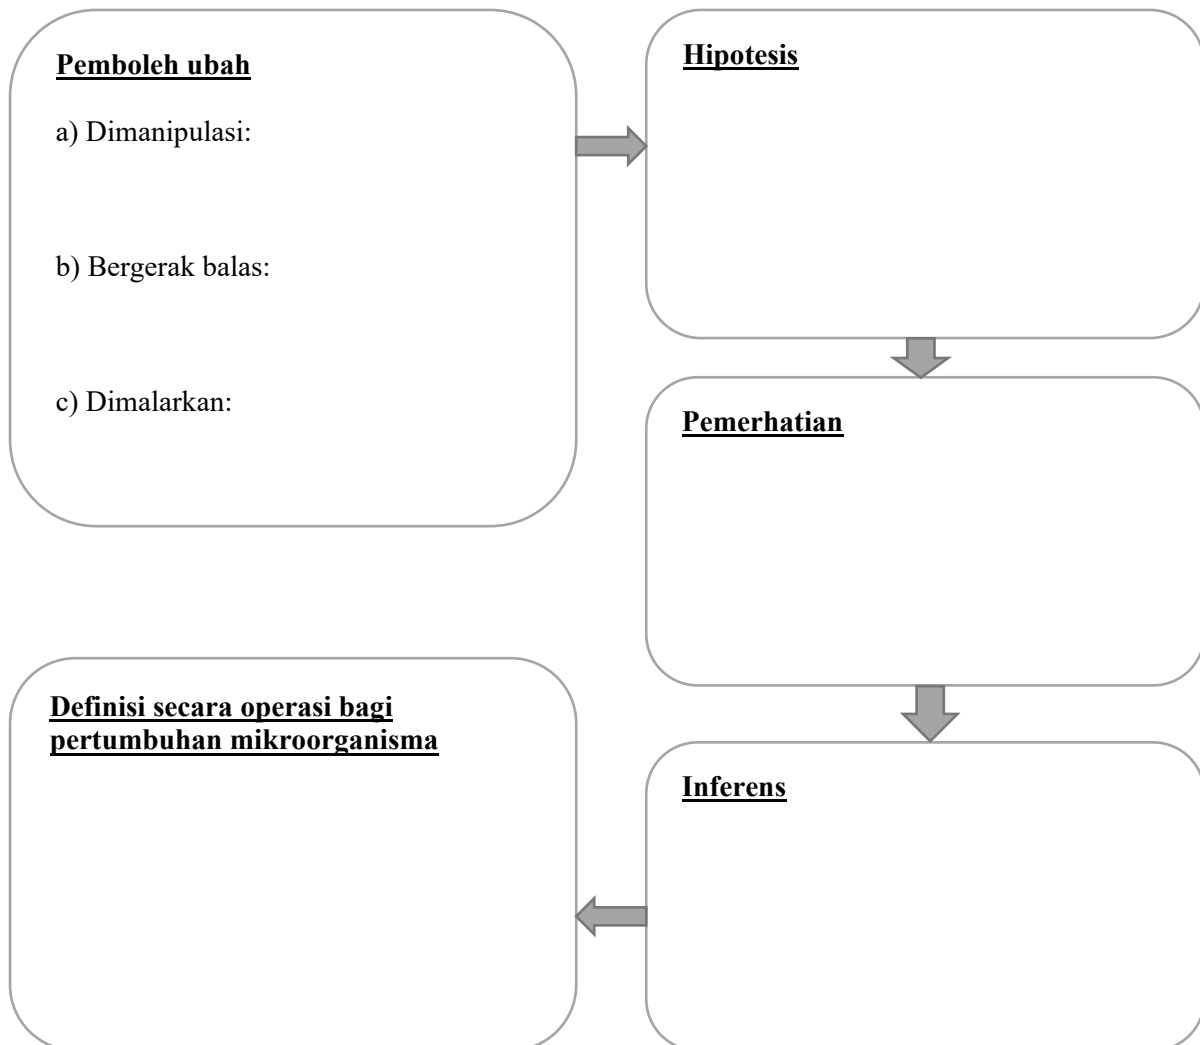 Pemboleh ubah
a) Dimanipulasi:
b) Bergerak balas:
c) Dimalarkan:
Hipotesis
Pemerhatian
Inferens
Definisi secara operasi bagi
pertumbuhan mikroorganisma